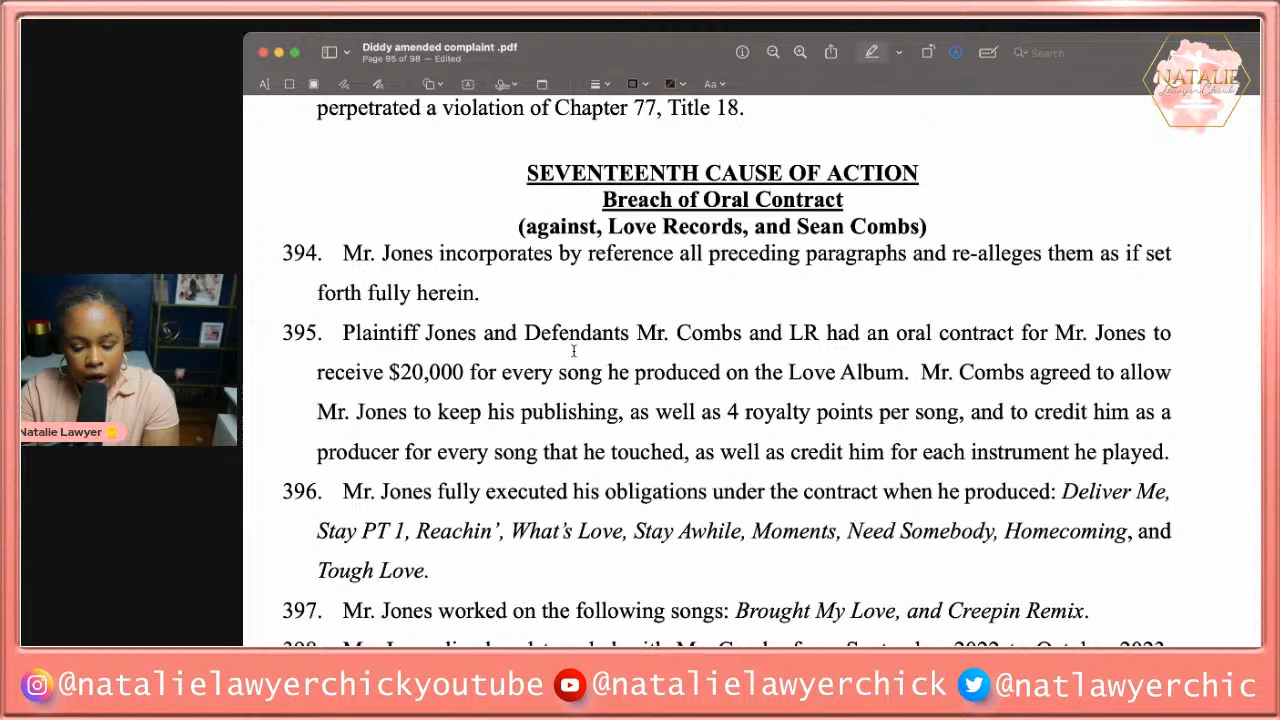 Diddy amended complaint .pdf
Page 95 of 98 — Edited
Search
NATALIE
LawyerChick
perpetrated a violation of Chapter 77, Title 18.
SEVENTEENTH CAUSE OF ACTION
Breach of Oral Contract
(against, Love Records, and Sean Combs)
394. Mr. Jones incorporates by reference all preceding paragraphs and re-alleges them as if set
forth fully herein.
395. Plaintiff Jones and Defendants Mr. Combs and LR had an oral contract for Mr. Jones to
receive $20,000 for every song he produced on the Love Album. Mr. Combs agreed to allow
Mr. Jones to keep his publishing, as well as 4 royalty points per song, and to credit him as a
producer for every song that he touched, as well as credit him for each instrument he played.
396. Mr. Jones fully executed his obligations under the contract when he produced: Deliver Me,
Stay PT 1, Reachin’, What’s Love, Stay Awhile, Moments, Need Somebody, Homecoming, and
Tough Love.
397. Mr. Jones worked on the following songs: Brought My Love, and Creepin Remix.
Natalie Lawyer
@natalielawyerchickyoutube @natalielawyerchick @natlawyerchic